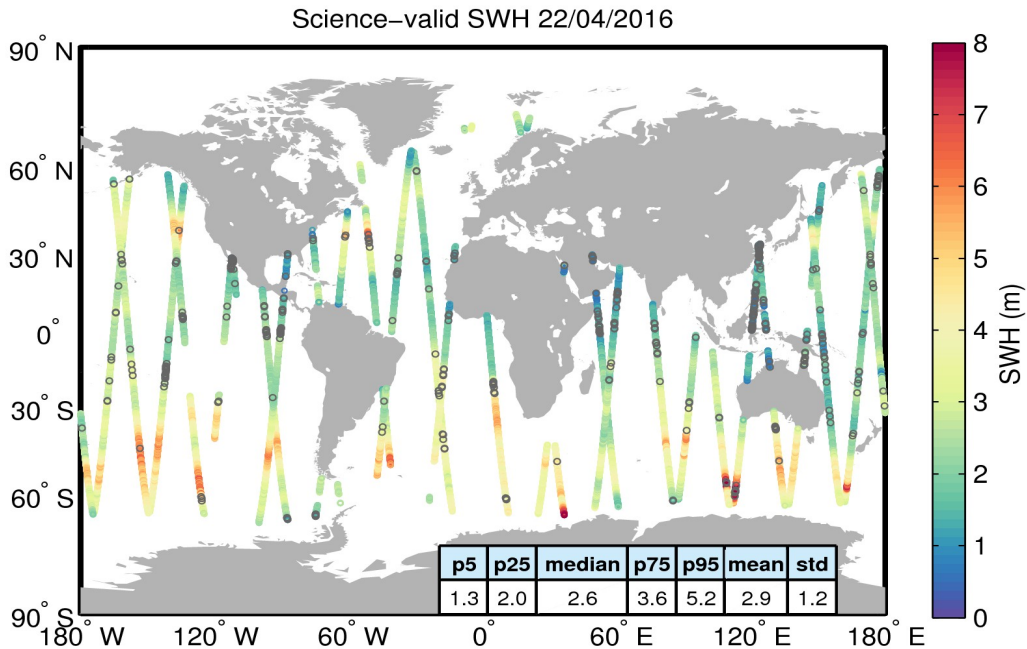 Science−valid SWH 22/04/2016
90° N
60° N
30° N
0°
30° S
60° S
90° S
180° W
120° W
60° W
0°
60° E
120° E
180° E
p5 p25 median p75 p95 mean std
1.3 2.0 2.6 3.6 5.2 2.9 1.2
8
7
6
5
4
3
2
1
0
SWH (m)